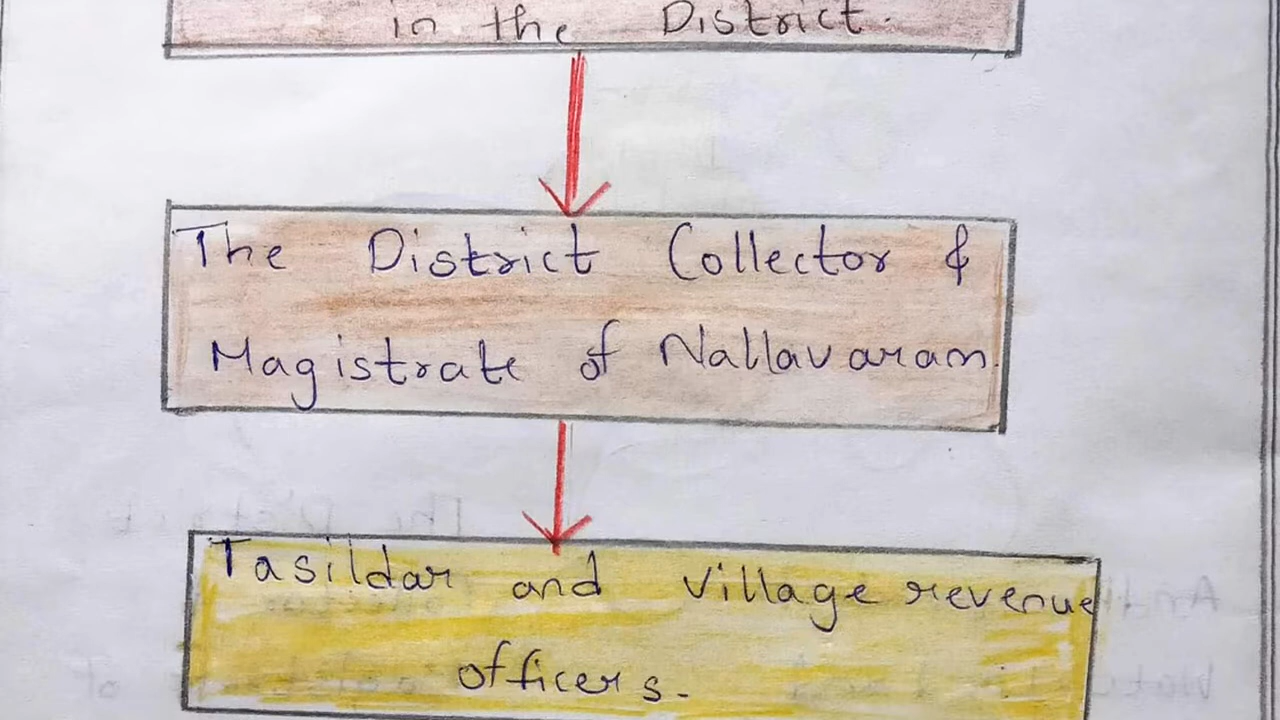 in the District.
The District Collector &
Magistrate of Nallavaram.
Tasildar and village revenue
officers.